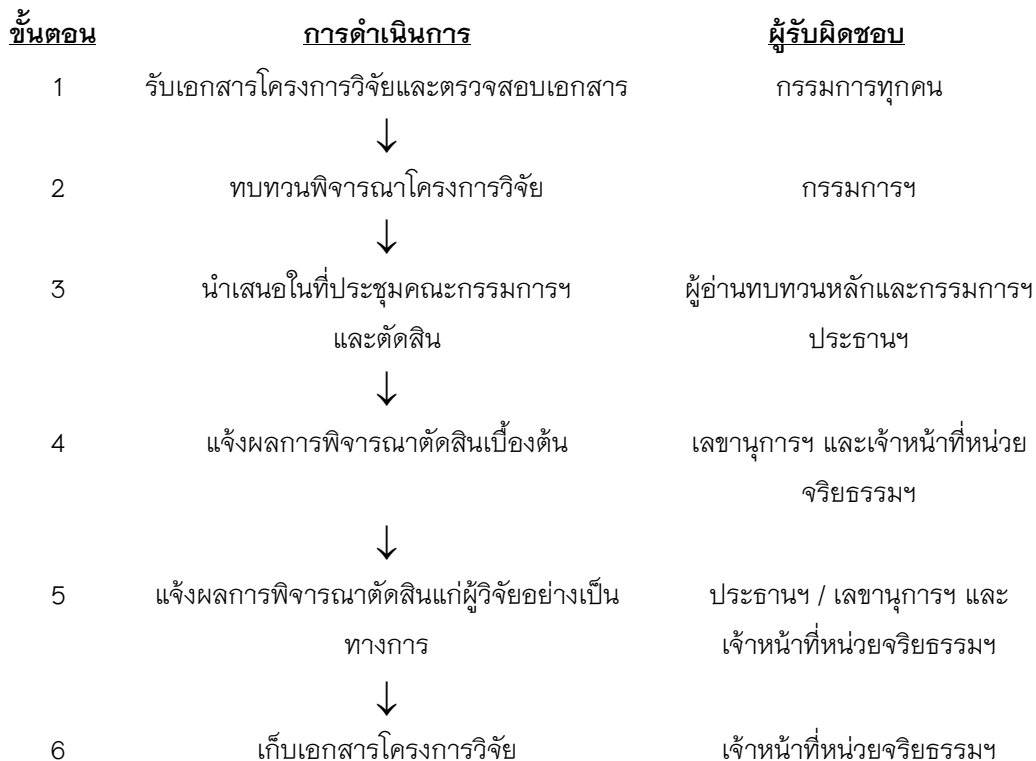 ขั้นตอน การดำเนินการ ผู้รับผิดชอบ
1 รับเอกสารโครงการวิจัยและตรวจสอบเอกสาร กรรมการทุกคน
↓
2 ทบทวนพิจารณาโครงการวิจัย กรรมการฯ
↓
3 นำเสนอในที่ประชุมคณะกรรมการฯ ผู้อ่านทบทวนหลักและกรรมการฯ
และตัดสิน ประธานฯ
↓
4 แจ้งผลการพิจารณาตัดสินเบื้องต้น เลขานุการฯ และเจ้าหน้าที่หน่วย
จริยธรรมฯ
↓
5 แจ้งผลการพิจารณาตัดสินแก่ผู้วิจัยอย่างเป็น ประธานฯ / เลขานุการฯ และ
ทางการ เจ้าหน้าที่หน่วยจริยธรรมฯ
↓
6 เก็บเอกสารโครงการวิจัย เจ้าหน้าที่หน่วยจริยธรรมฯ